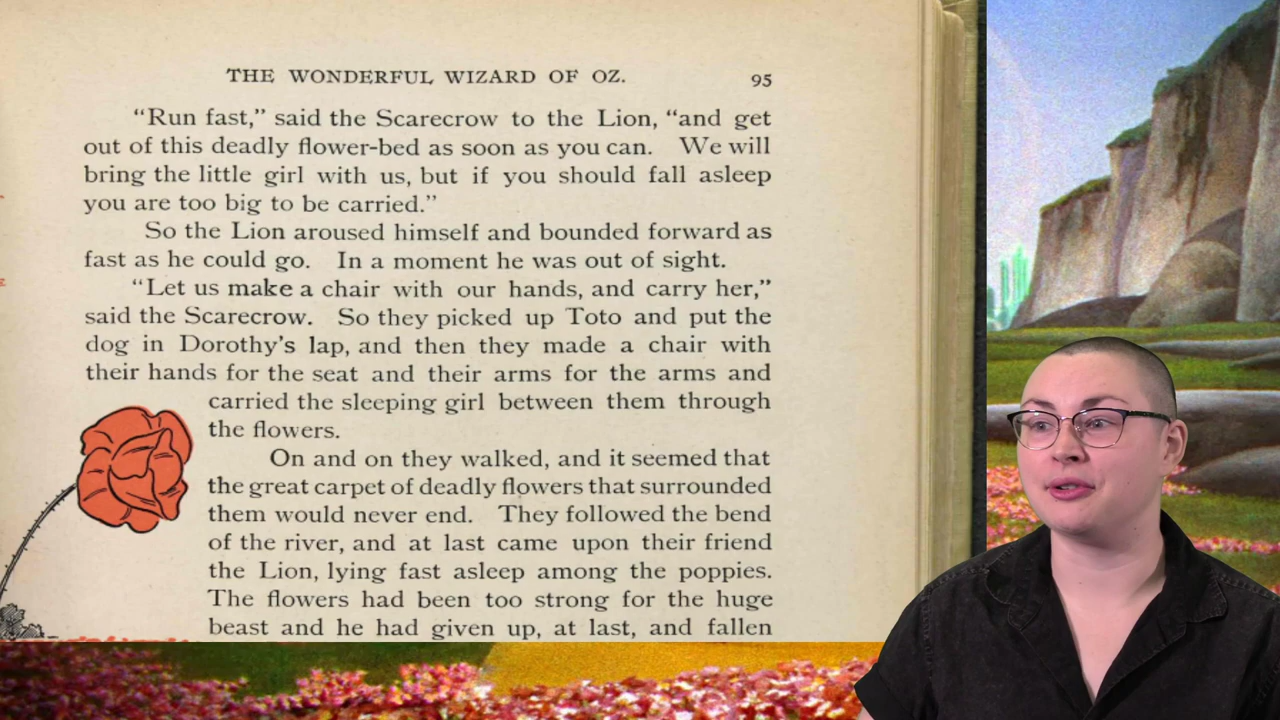 THE WONDERFUL WIZARD OF OZ. 95
“Run fast,” said the Scarecrow to the Lion, “and get
out of this deadly flower-bed as soon as you can. We will
bring the little girl with us, but if you should fall asleep
you are too big to be carried.”
So the Lion aroused himself and bounded forward as
fast as he could go. In a moment he was out of sight.
“Let us make a chair with our hands, and carry her,”
said the Scarecrow. So they picked up Toto and put the
dog in Dorothy's lap, and then they made a chair with
their hands for the seat and their arms for the arms and
carried the sleeping girl between them through
the flowers.
On and on they walked, and it seemed that
the great carpet of deadly flowers that surrounded
them would never end. They followed the bend
of the river, and at last came upon their friend
the Lion, lying fast asleep among the poppies.
The flowers had been too strong for the huge
beast and he had given up, at last, and fallen